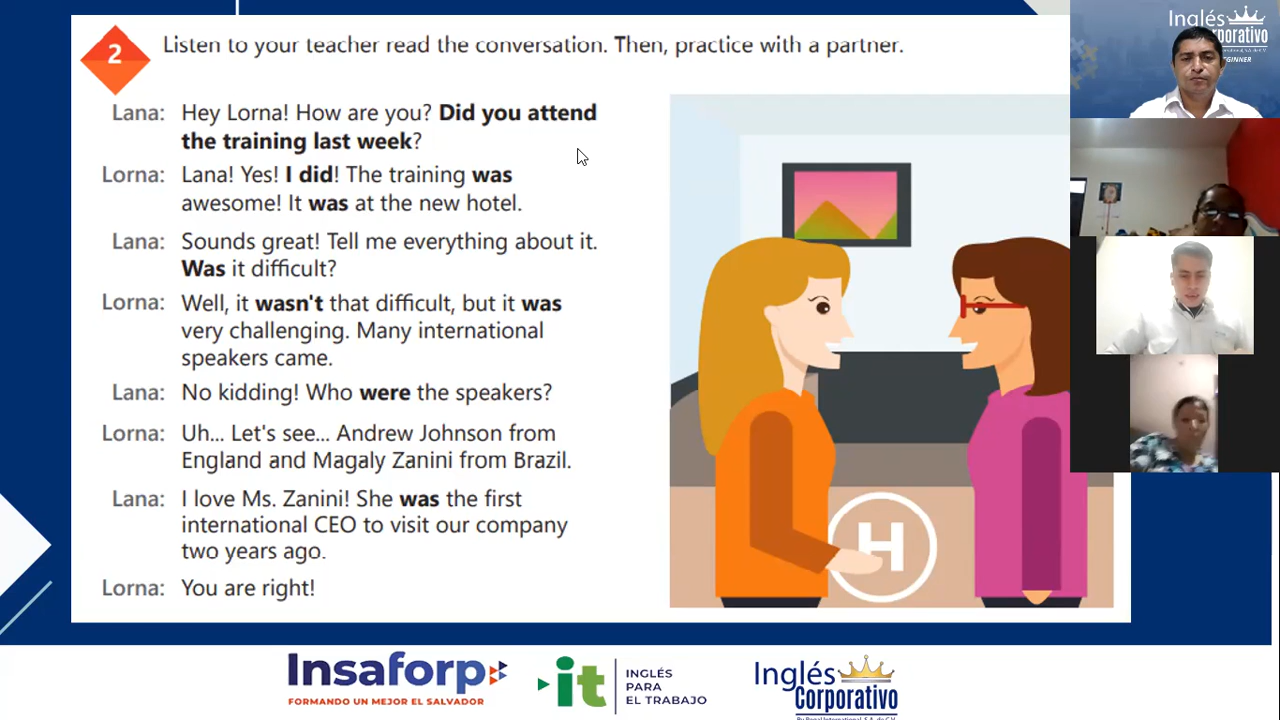 2
Listen to your teacher read the conversation. Then, practice with a partner.
Lana: Hey Lorna! How are you? Did you attend
the training last week?
Lorna: Lana! Yes! I did! The training was
awesome! It was at the new hotel.
Lana: Sounds great! Tell me everything about it.
Was it difficult?
Lorna: Well, it wasn't that difficult, but it was
very challenging. Many international
speakers came.
Lana: No kidding! Who were the speakers?
Lorna: Uh... Let's see... Andrew Johnson from
England and Magaly Zanini from Brazil.
Lana: I love Ms. Zanini! She was the first
international CEO to visit our company
two years ago.
Lorna: You are right!
H
Inglés
Insaforp
FORMANDO UN MEJOR EL SALVADOR
it
INGLÉS
PARA
EL TRABAJO
Inglés
Corporativo